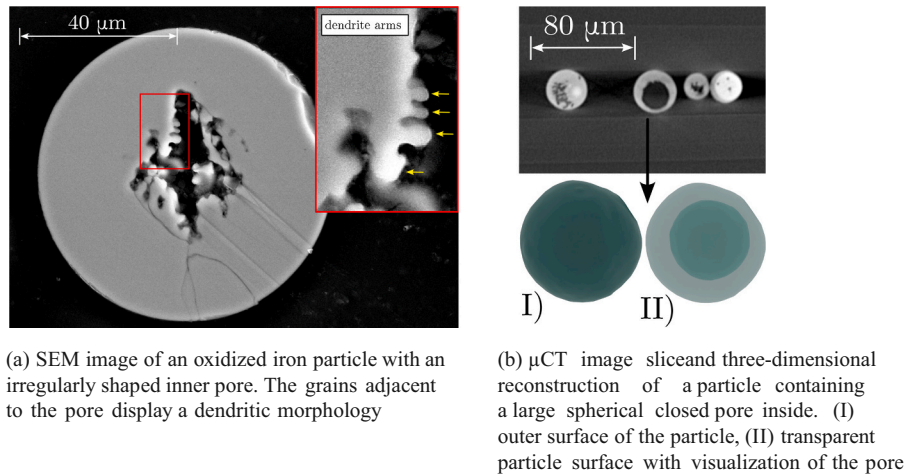 40 μm
dendrite arms
80 μm
I)
II)
(a) SEM image of an oxidized iron particle with an
irregularly shaped inner pore. The grains adjacent
to the pore display a dendritic morphology
(b) μCT image sliceand three-dimensional
reconstruction of a particle containing
a large spherical closed pore inside. (I)
outer surface of the particle, (II) transparent
particle surface with visualization of the pore